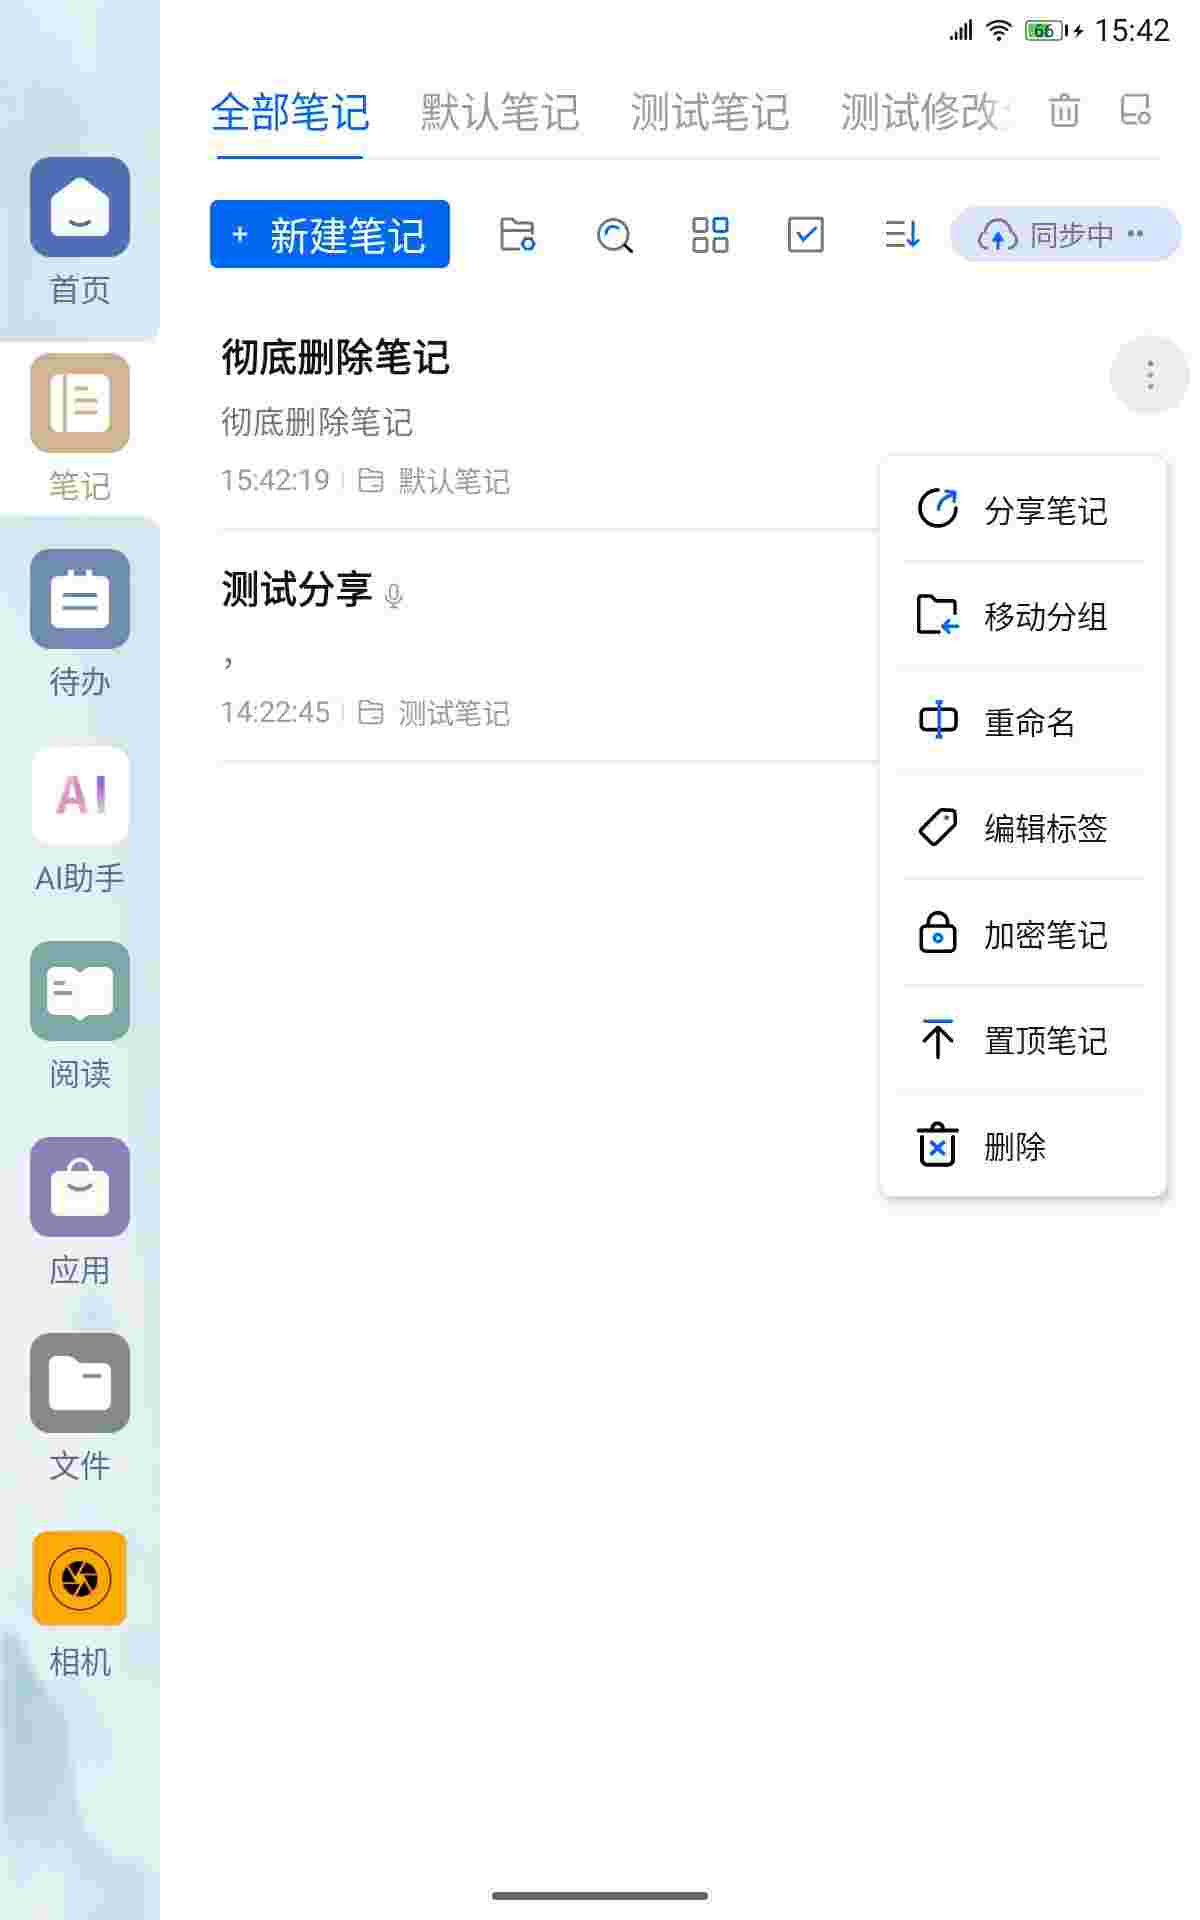 66 15:42
全部笔记 默认笔记 测试笔记 测试修改
+ 新建笔记 同步中 ··
首页
笔记
待办
AI
AI助手
阅读
应用
文件
相机
彻底删除笔记
彻底删除笔记
15:42:19 默认笔记
测试分享
，
14:22:45 测试笔记
分享笔记
移动分组
重命名
编辑标签
加密笔记
置顶笔记
删除